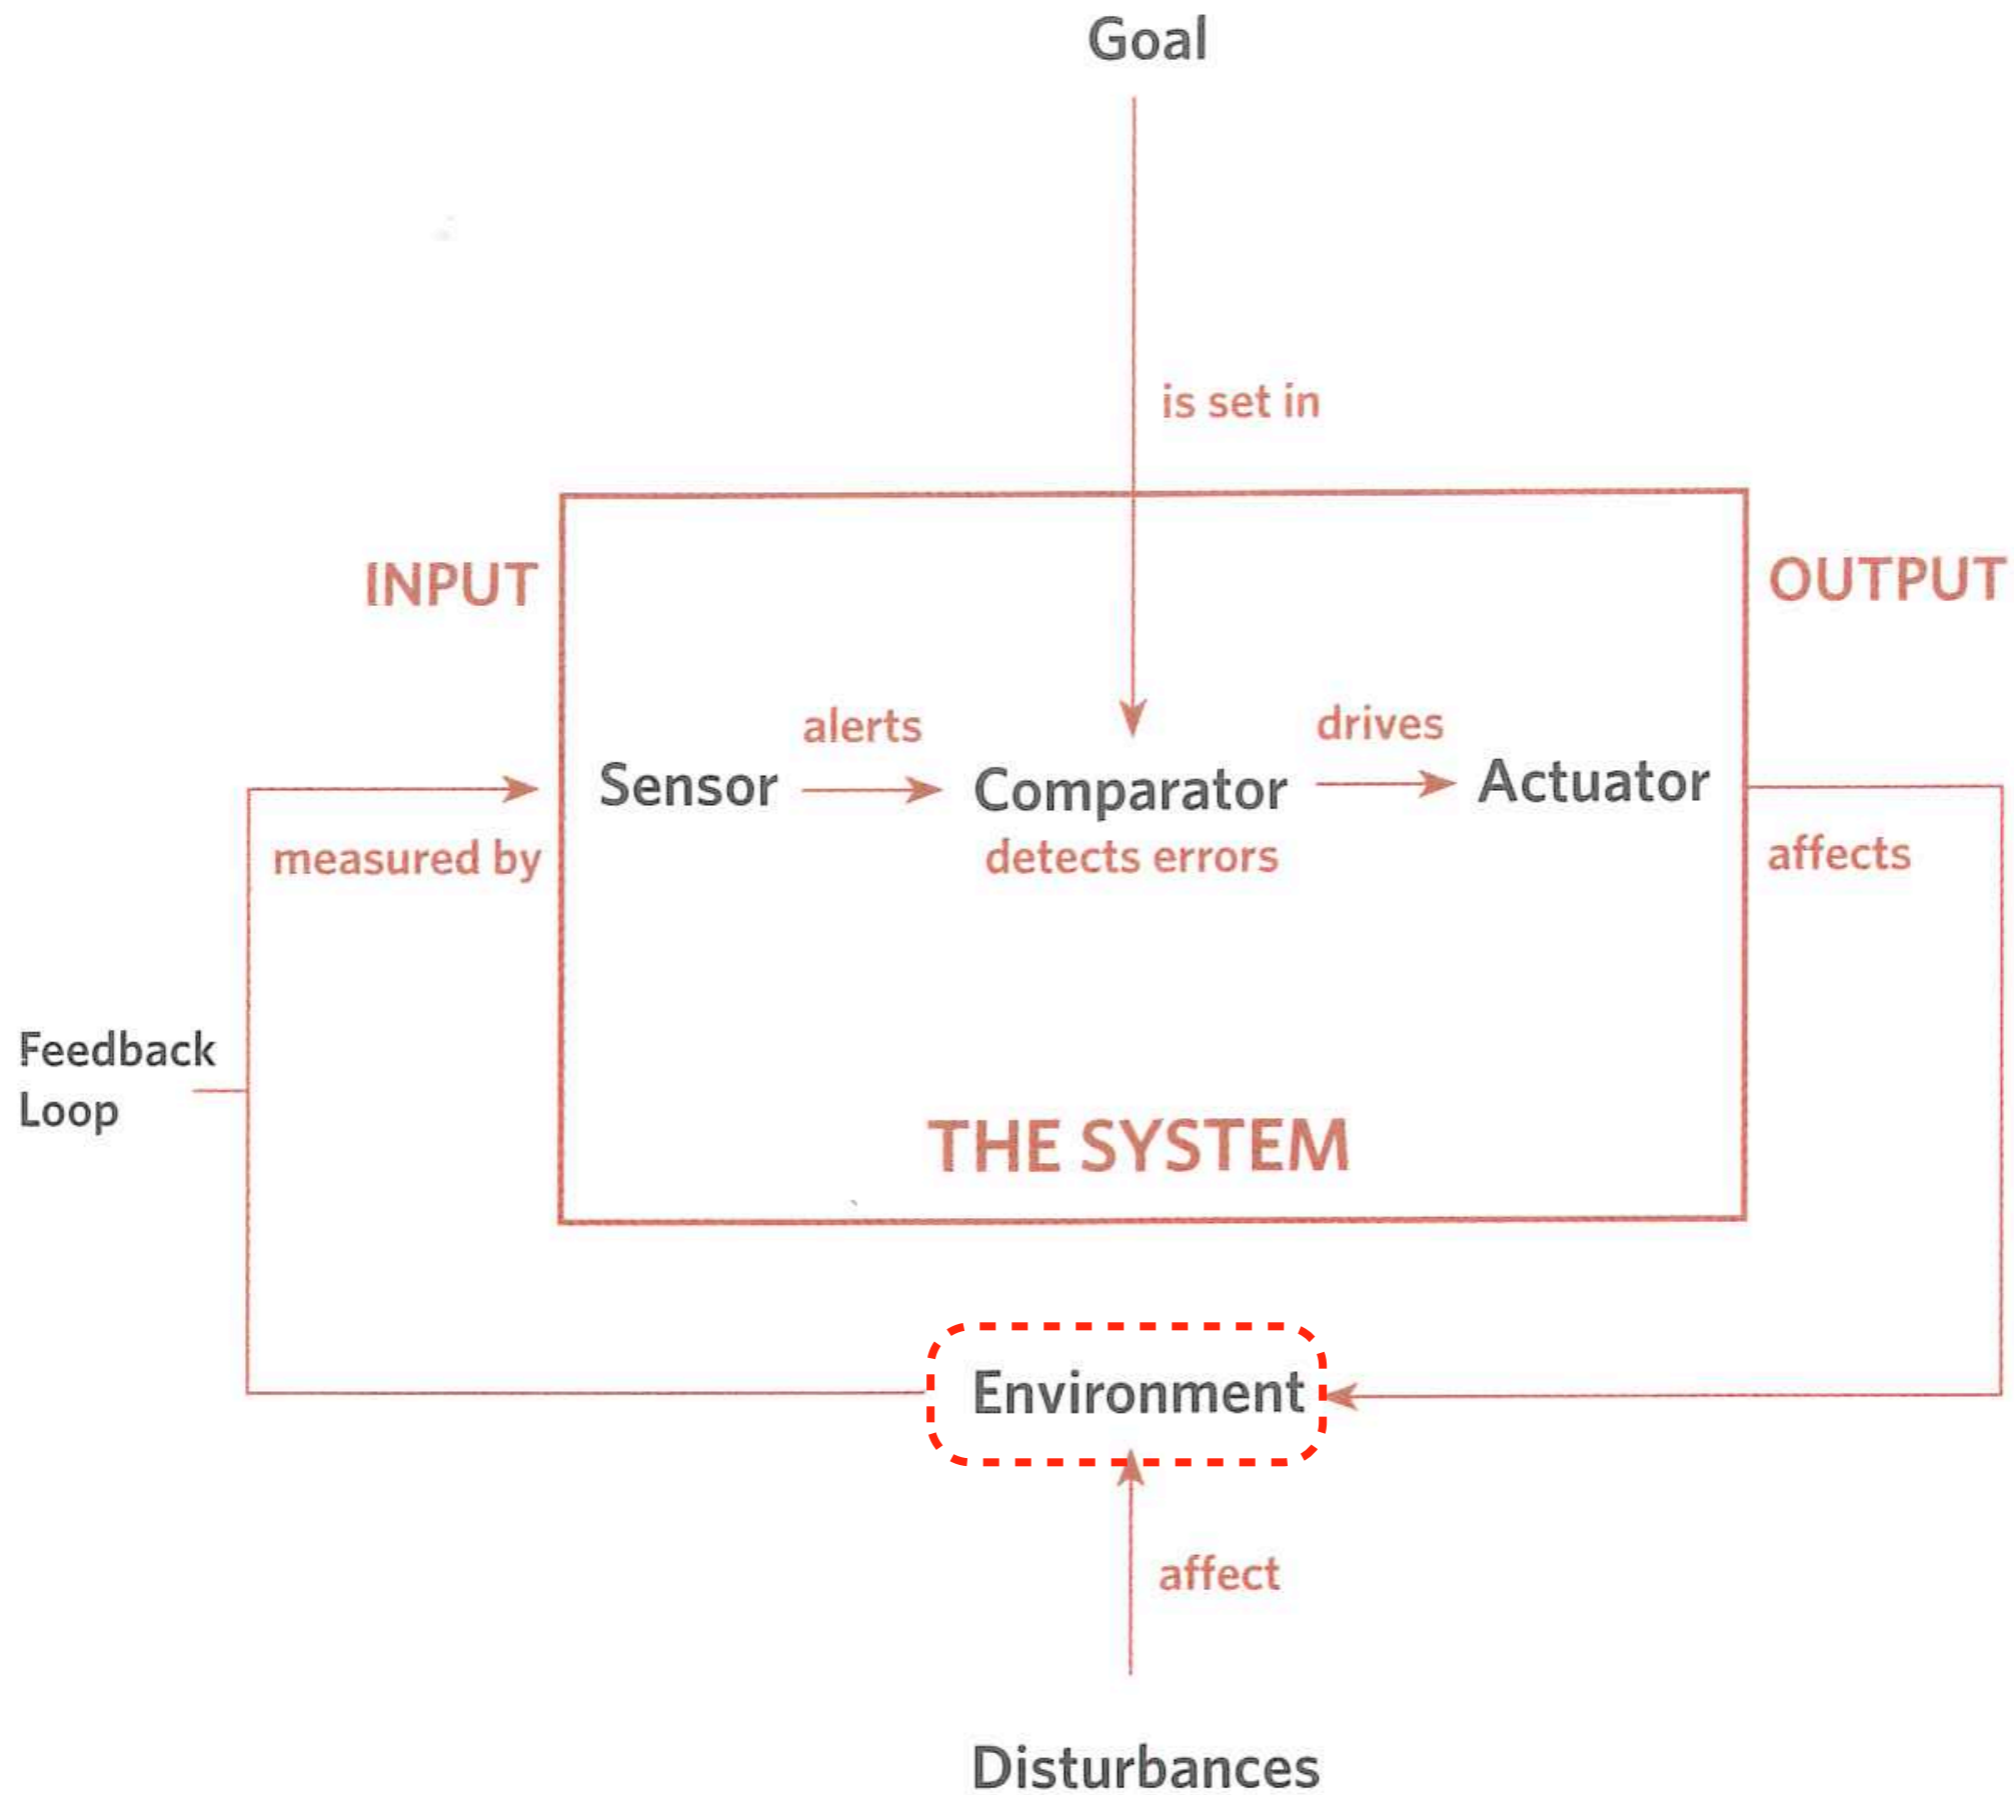 Goal
is set in
INPUT
OUTPUT
alerts
drives
Sensor
Comparator
Actuator
measured by
detects errors
affects
Feedback
Loop
THE SYSTEM
Environment
affect
Disturbances